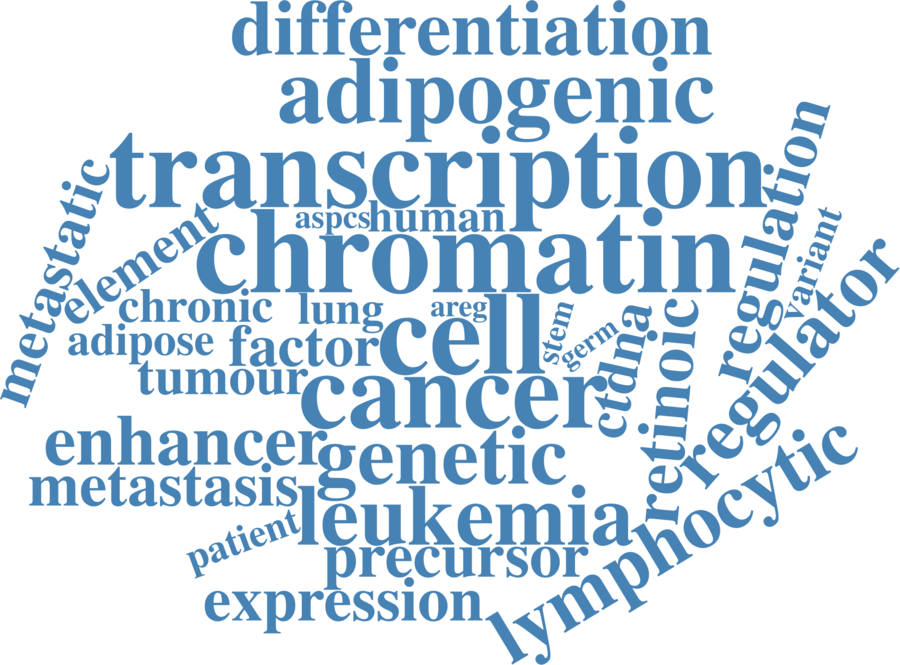 differentiation
adipogenic
transcription
regulation
metastatic
aspcs
human
element
chromatin
variant
regulator
chronic
lung
areg
cell
stem
germ
ctdna
retinoic
adipose
factor
tumour
cancer
enhancer
genetic
metastasis
leukemia
lymphocytic
patient
precursor
expression